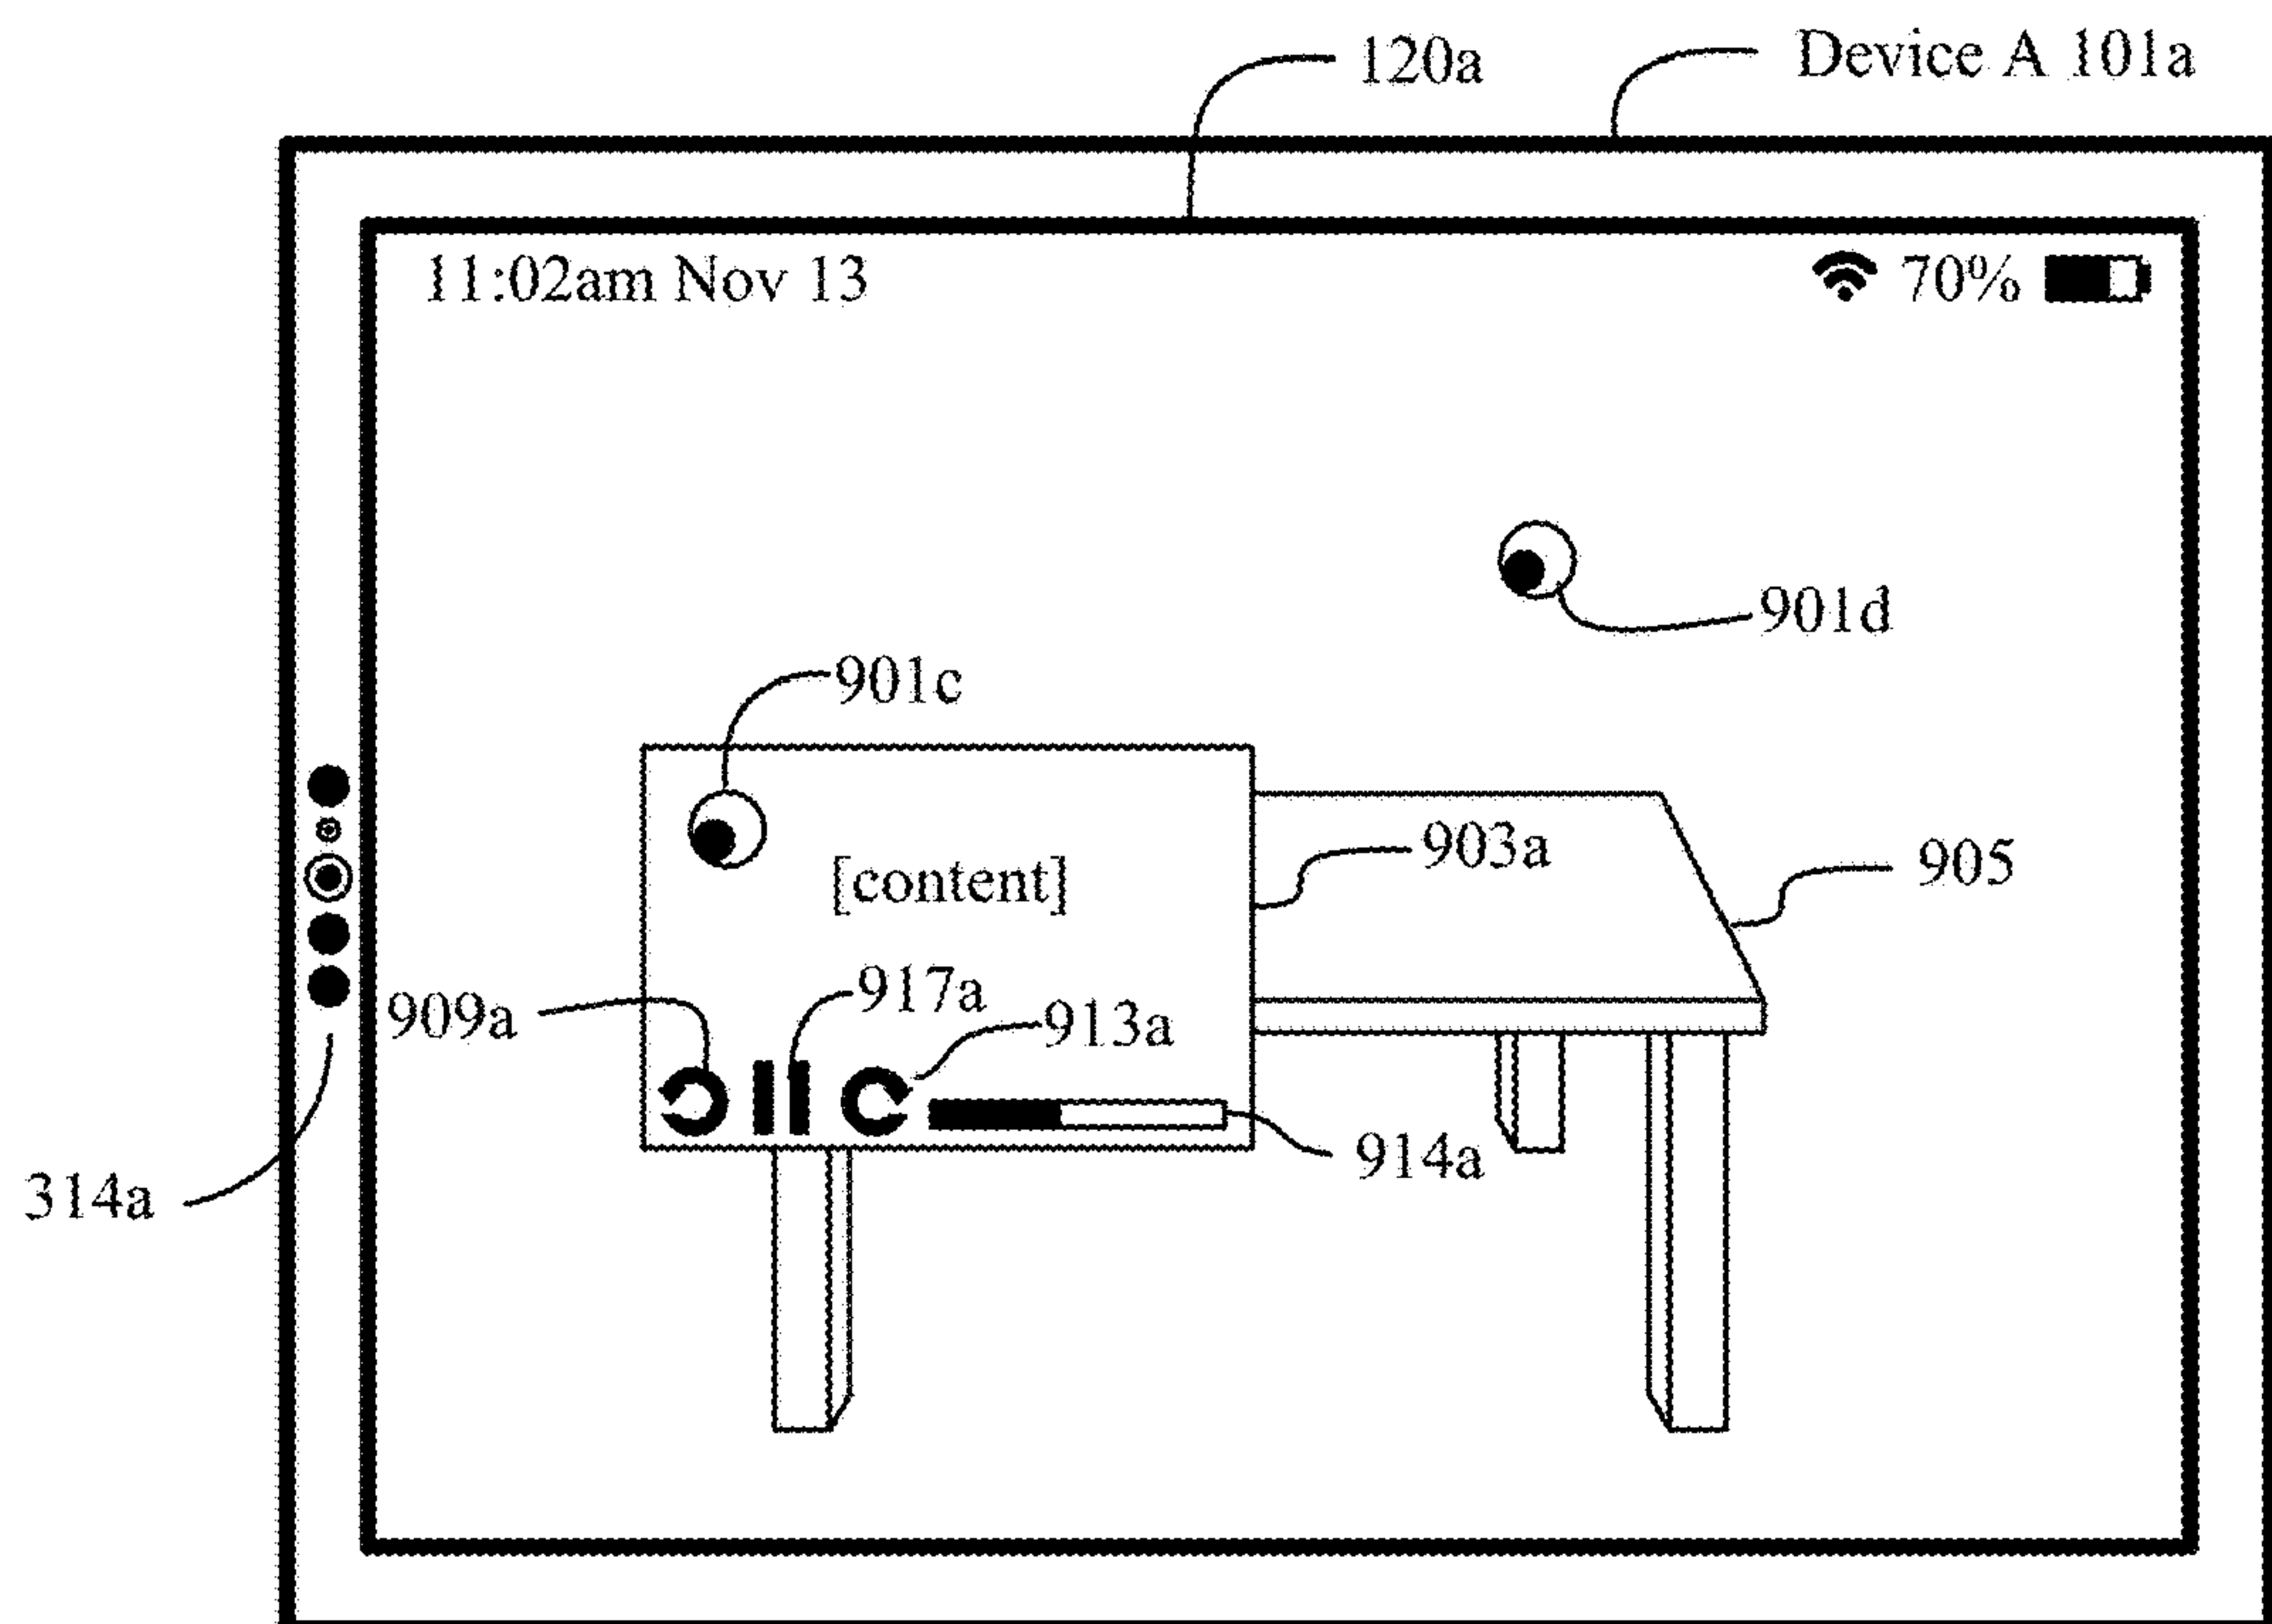 120a
Device A 101a
11:02am Nov 13
70%
901d
901c
903a
905
[content]
917a
909a
913a
914a
314a